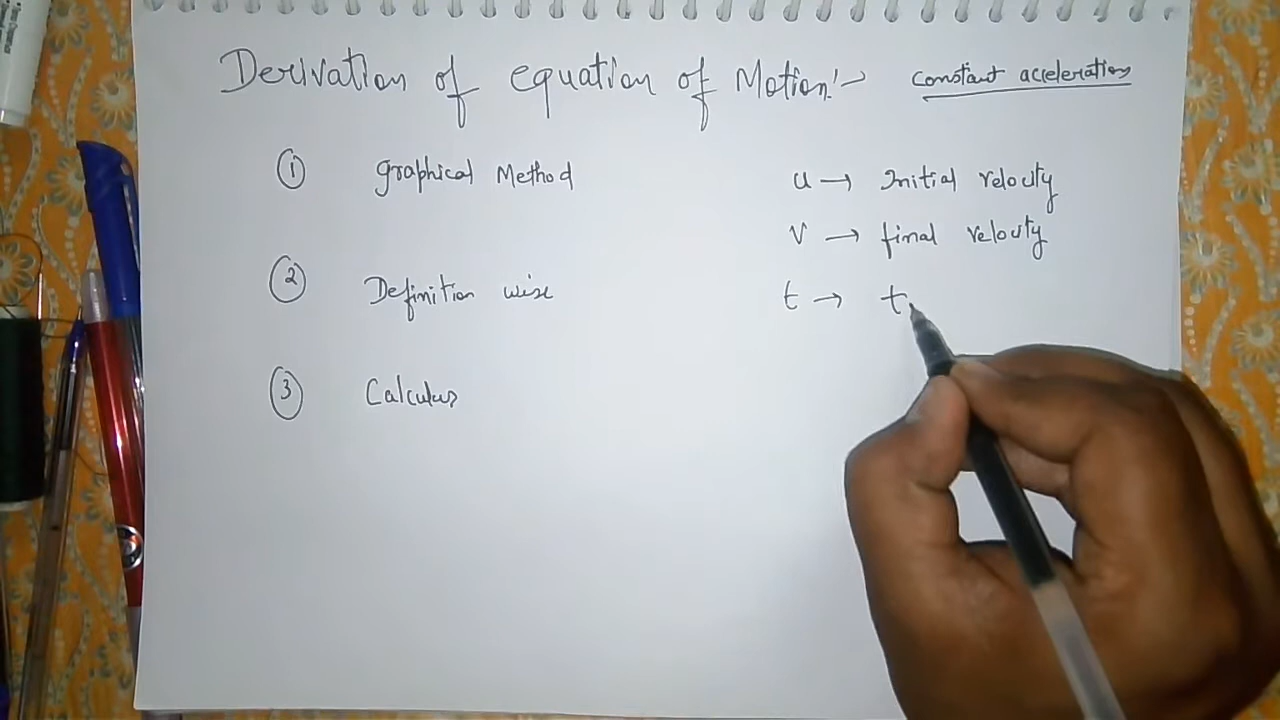 Derivation of equation of Motion:- constant acceleration
① Graphical Method
② Definition wise
③ Calculus
u → Initial velocity
v → final velocity
t → t